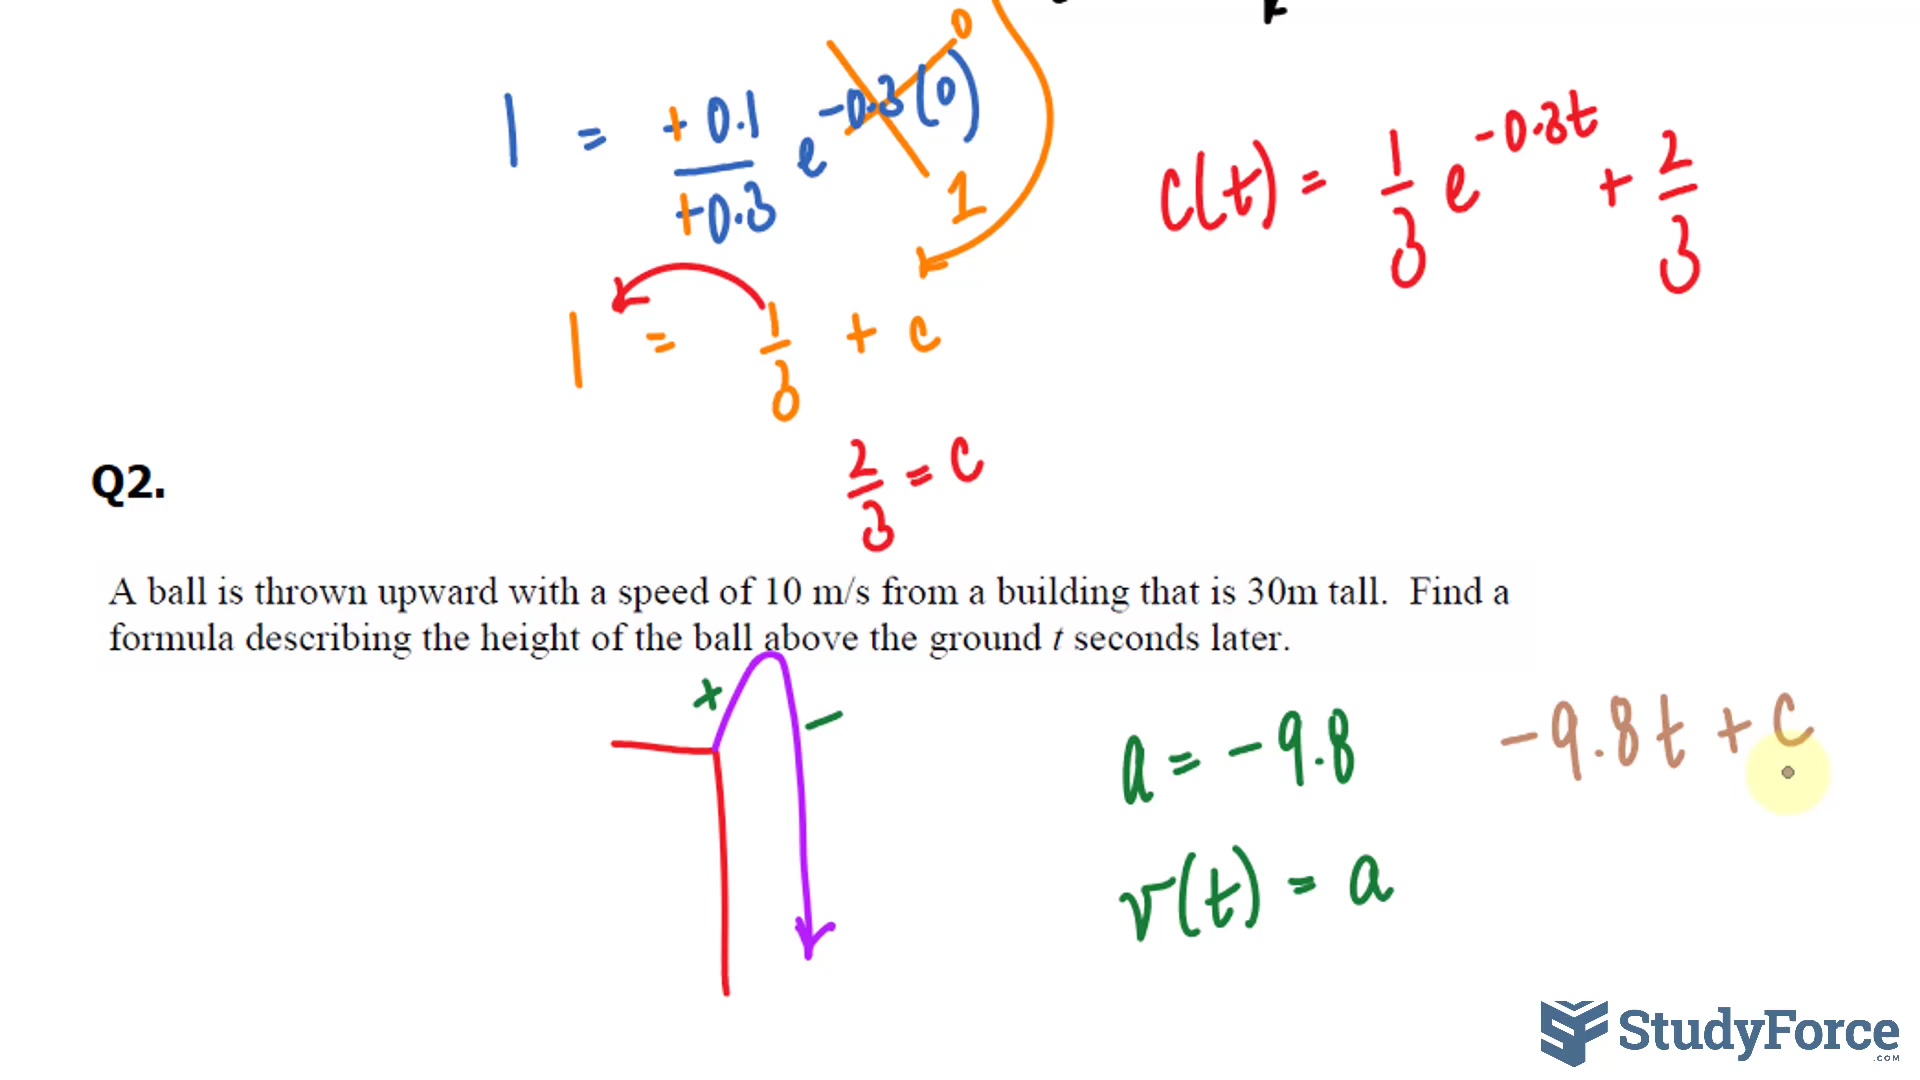 1 = +0.1/+0.3 e^-0.3(0)
0
1
1 = 1/3 + c
2/3 = c
c(t) = 1/3 e^-0.3t + 2/3
Q2.
A ball is thrown upward with a speed of 10 m/s from a building that is 30m tall. Find a
formula describing the height of the ball above the ground t seconds later.
+ −
a = -9.8
-9.8t + c
v(t) = a
StudyForce
.COM